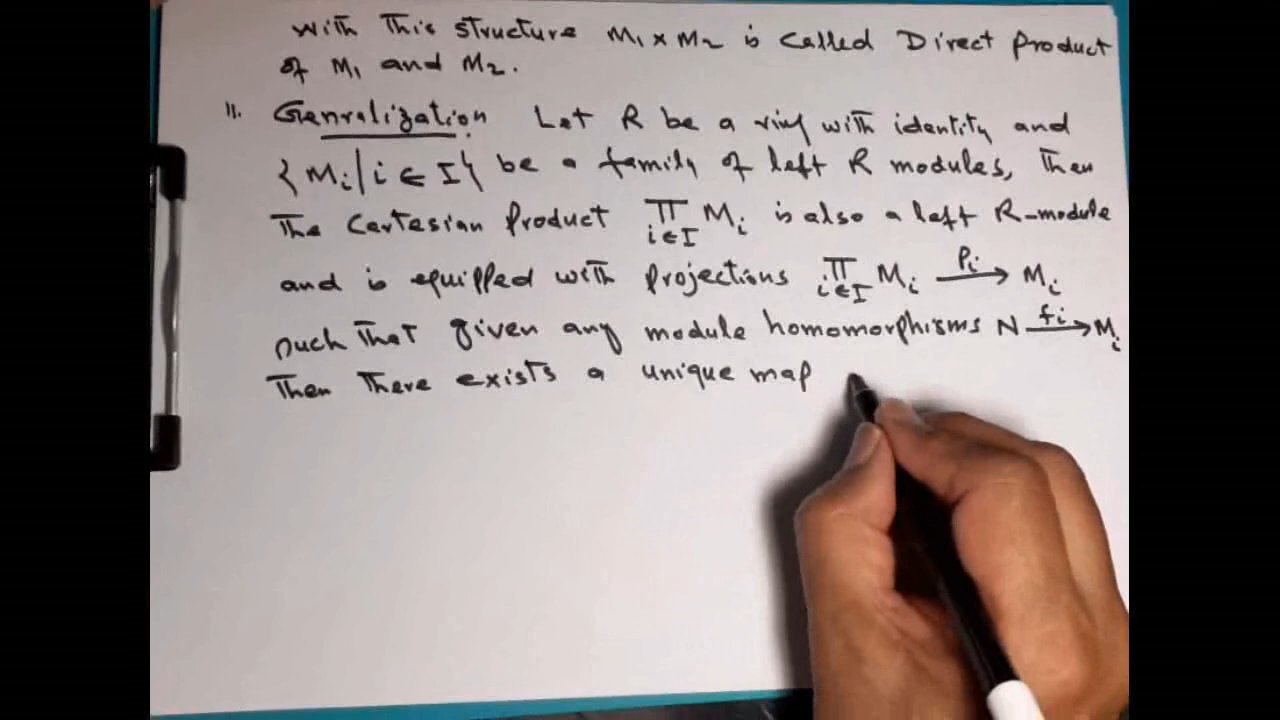 with This structure M₁ x M₂ is called Direct Product
of M₁ and M₂.
11. Genralization Let R be a ring with identity and
{Mi/i ∈ I} be a family of left R modules, Then
The Cartesian Product ∏ Mi is also a left R-module
i∈I
and is equipped with projections ∏ Mi → Mi
Pi
i∈I
such That given any module homomorphisms N → Mi
fi
Then There exists a unique map